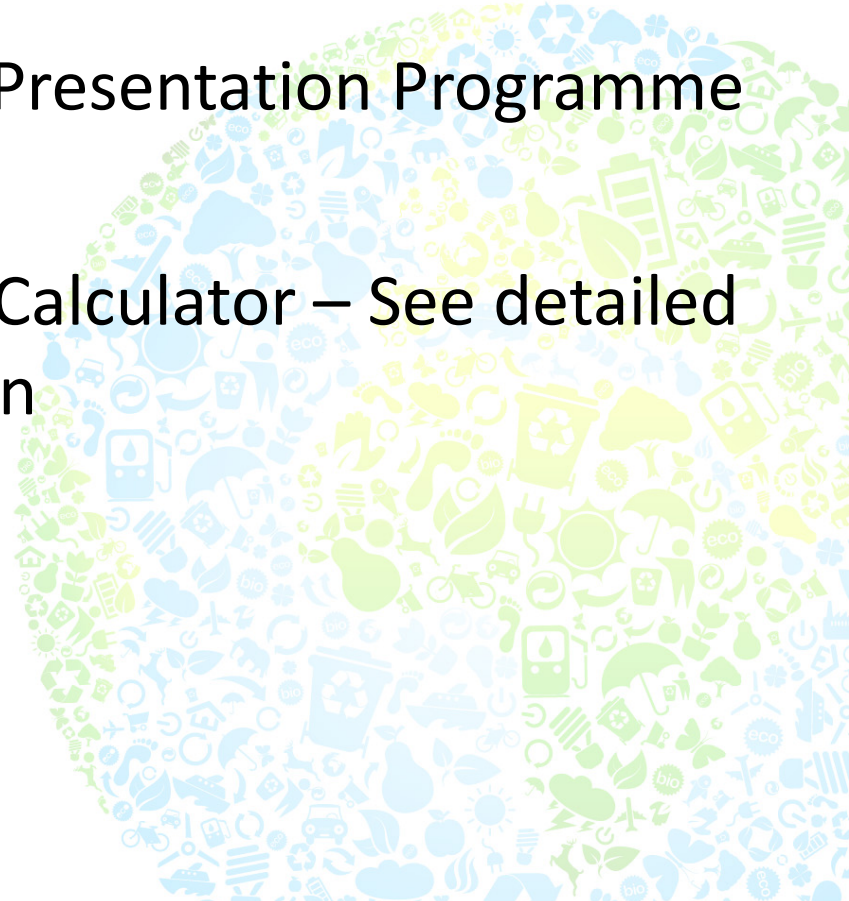 Presentation Programme
Calculator – See detailed
n